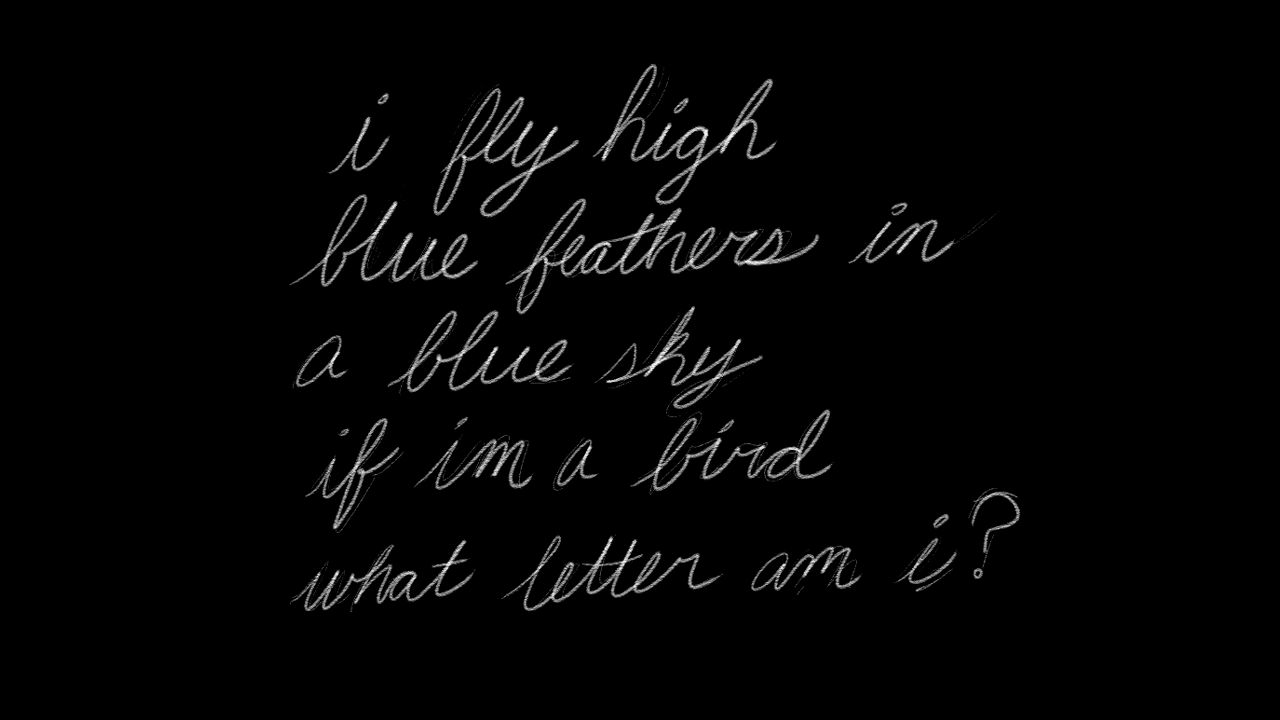 i fly high
blue feathers in
a blue sky
if im a bird
what letter am i?